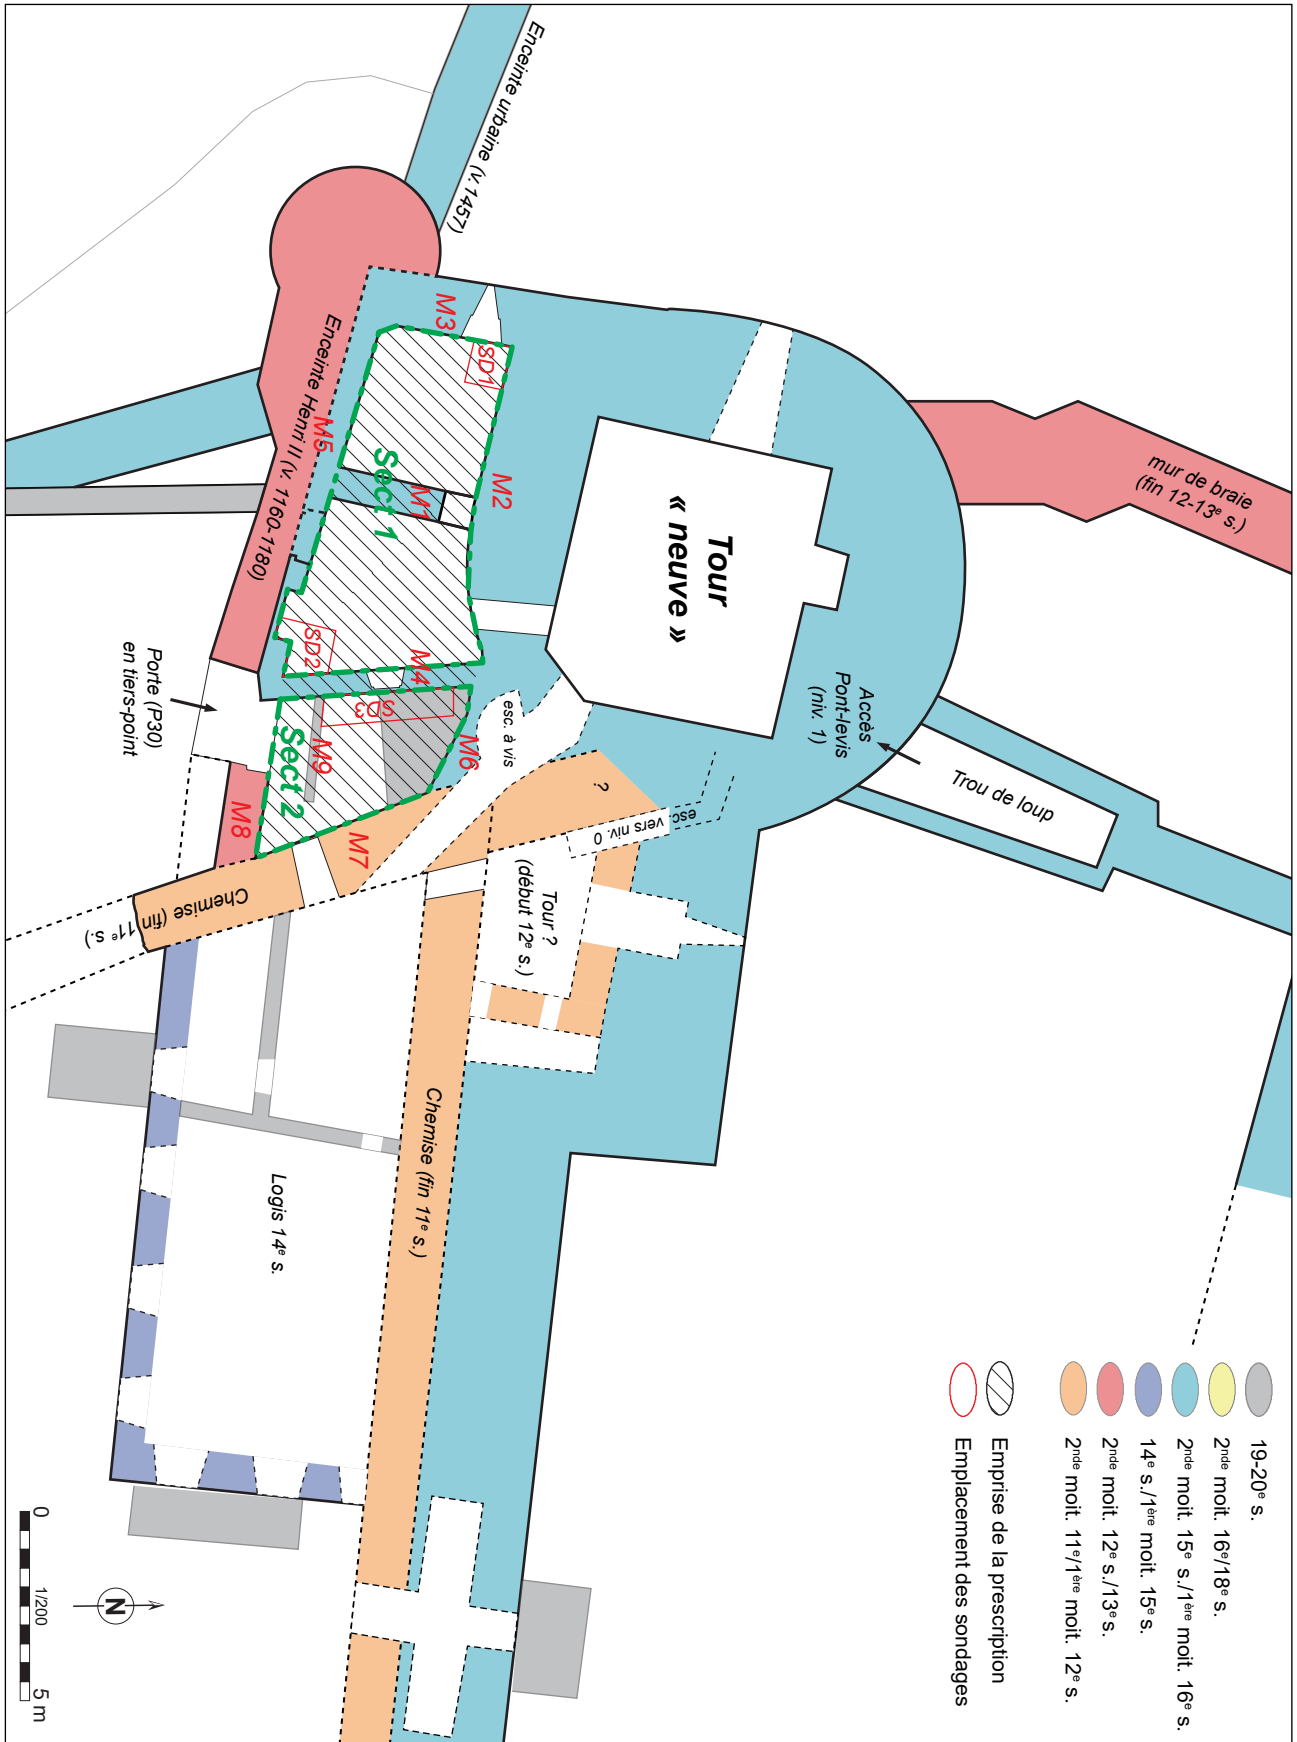 Enceinte urbaine (v.1457)
mur de braie
(fin 12-13e s.)
Enceinte Henri II (v. 1160-1180)
M3
SD1
M5
Sect 1
M1
M2
Tour
« neuve »
SD2
M4
SD3
M6
M9
Sect 2
M8
M7
Porte (P30)
en tiers-point
esc. à vis
Accès
Pont-levis
(niv. 1)
Trou de loup
?
esc.
vers niv. 0
Tour ?
(début 12e s.)
Chemise (fin 11e s.)
Chemise (fin 11e s.)
Logis 14e s.
19-20e s.
2nde moit. 16e/18e s.
2nde moit. 15e s./1ère moit. 16e s.
14e s./1ère moit. 15e s.
2nde moit. 12e s./13e s.
2nde moit. 11e/1ère moit. 12e s.
Emprise de la prescription
Emplacement des sondages
0
1/200
5 m
N